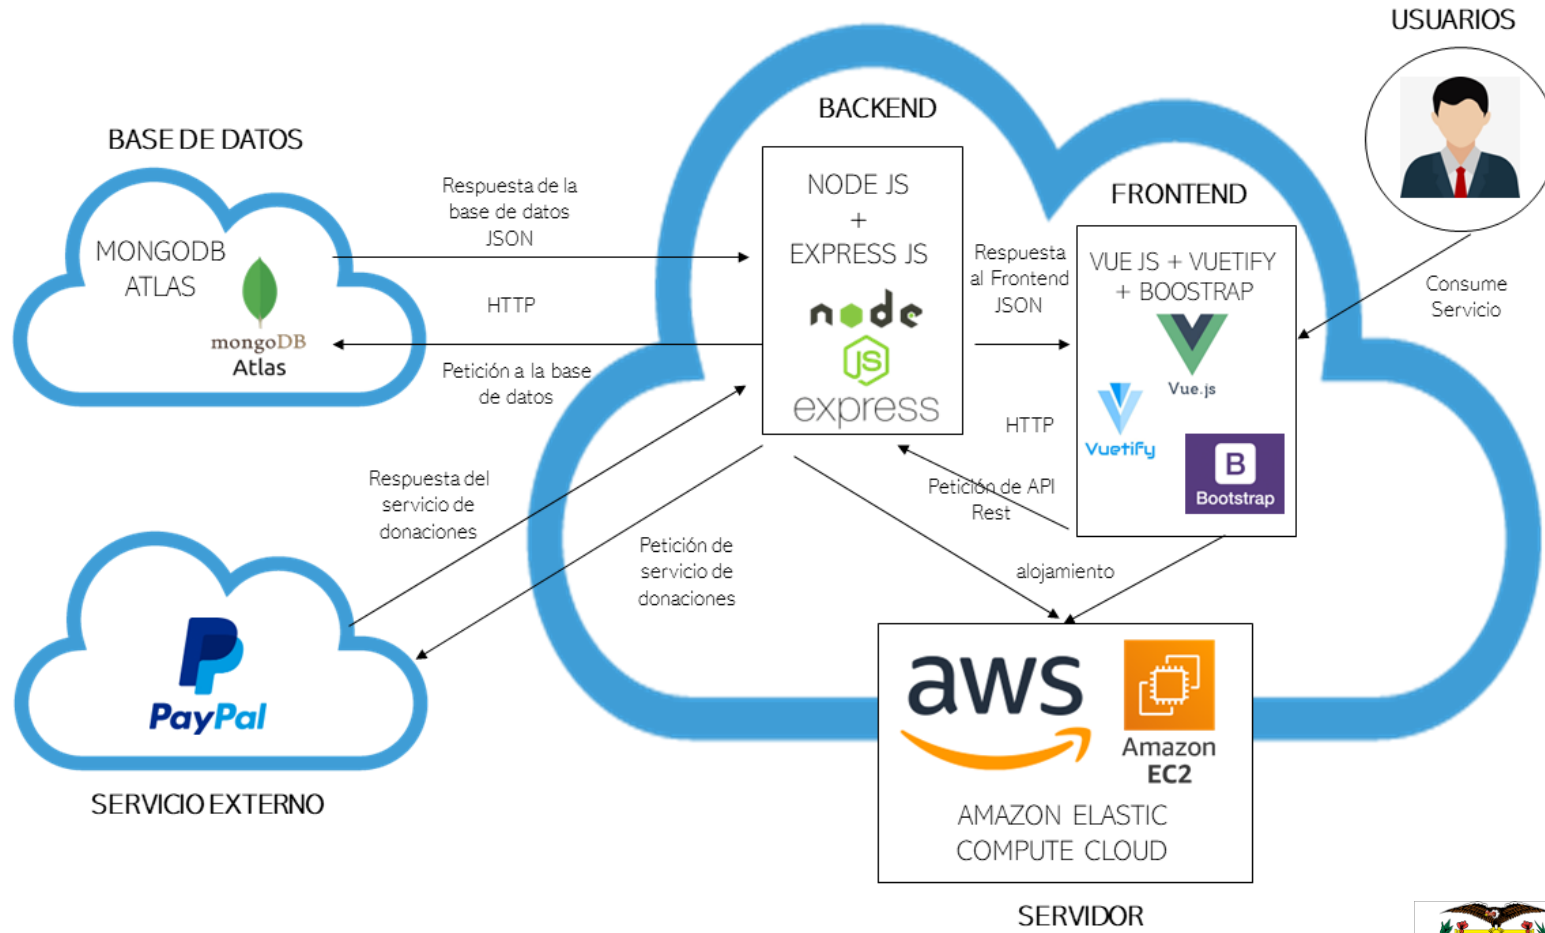 USUARIOS
BACKEND
BASE DE DATOS
NODE JS
+
EXPRESS JS
node
JS
express
FRONTEND
VUE JS + VUETIFY
+ BOOSTRAP
Vue.js
Vuetify
B
Bootstrap
MONGODB
ATLAS
mongoDB
Atlas
Respuesta de la
base de datos
JSON
HTTP
Petición a la base
de datos
Respuesta
al Frontend
JSON
HTTP
Petición de API
Rest
Consume
Servicio
Respuesta del
servicio de
donaciones
Petición de
servicio de
donaciones
alojamiento
PayPal
SERVICIO EXTERNO
aws
Amazon
EC2
AMAZON ELASTIC
COMPUTE CLOUD
SERVIDOR